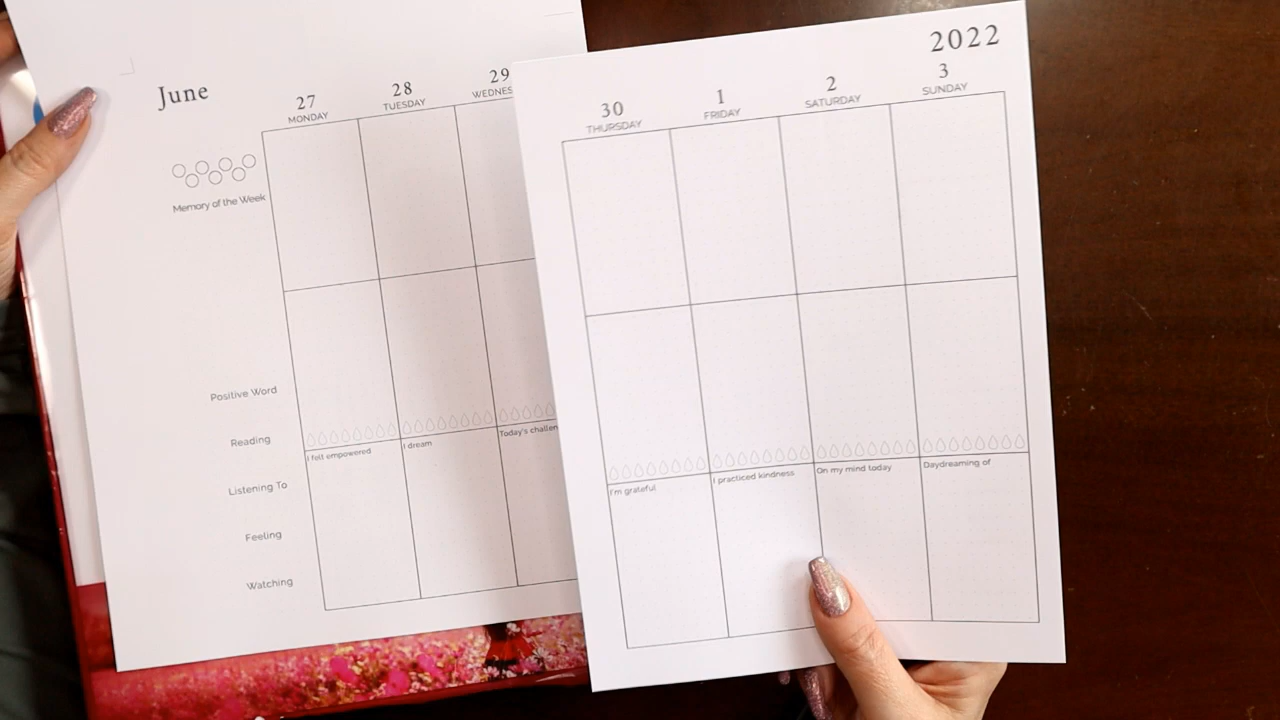 June
27
MONDAY
28
TUESDAY
29
WEDNES
Memory of the Week
Positive Word
Reading
Listening To
Feeling
Watching
I felt empowered
I dream
Today's challen
2022
30
THURSDAY
1
FRIDAY
2
SATURDAY
3
SUNDAY
I'm grateful
I practiced kindness
On my mind today
Daydreaming of